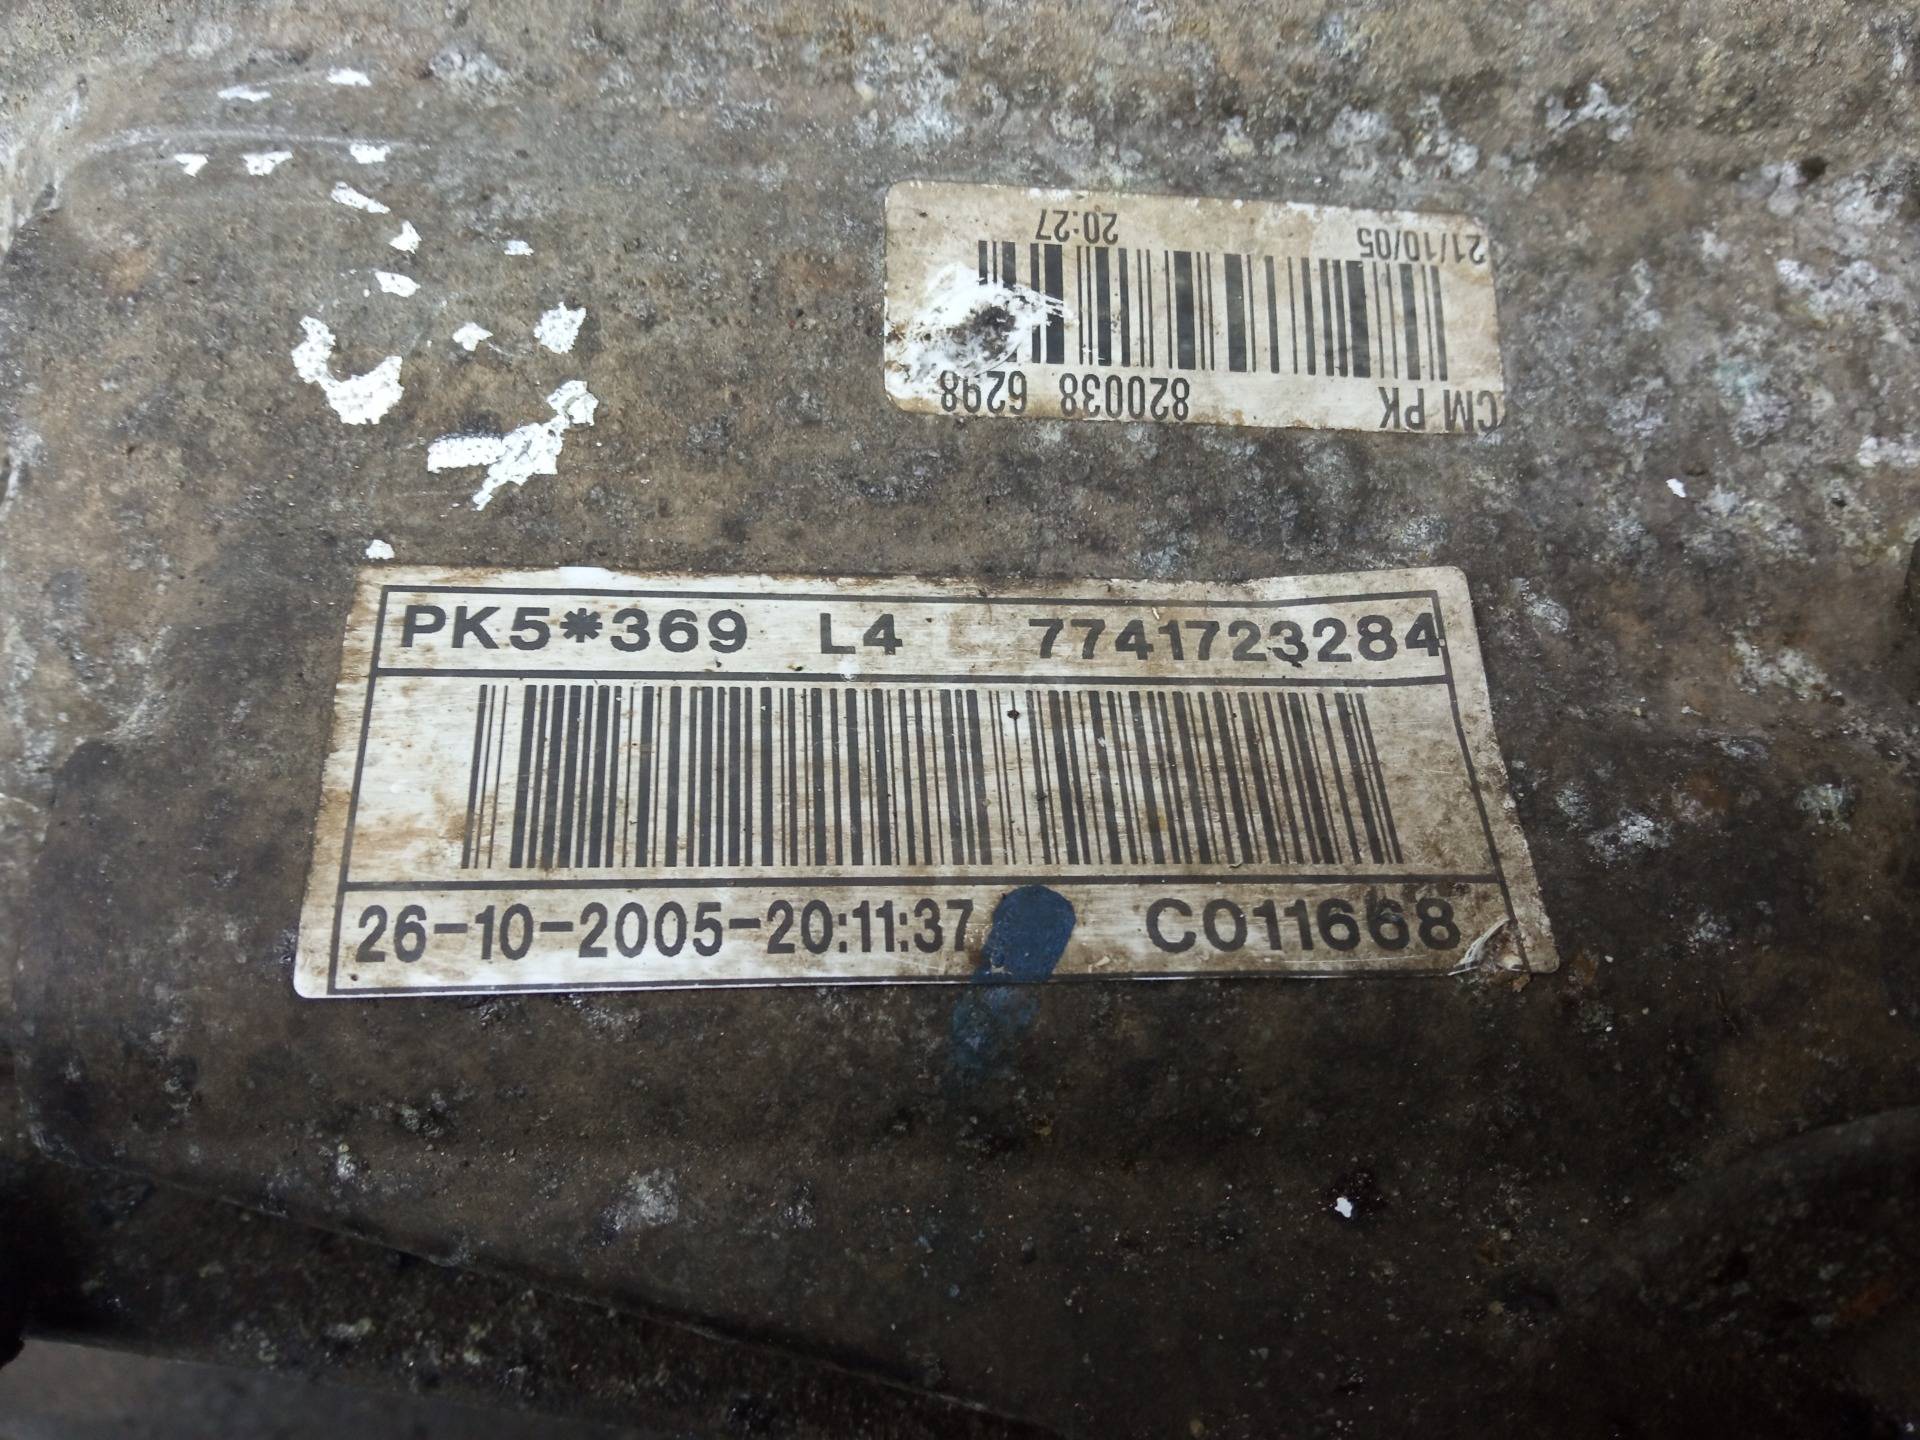 CM PK 820038 6298
21/10/05 20:27
PK5*369 L4 7741723284
26-10-2005-20:11:37 C011668